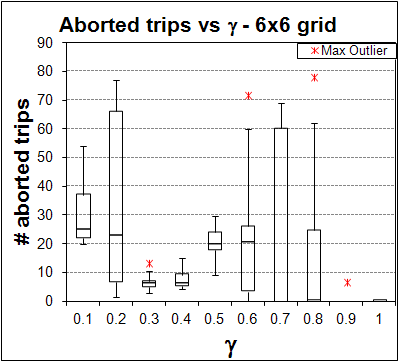 Aborted trips vs γ - 6x6 grid
Max Outlier
90
80
70
60
50
40
30
20
10
0
# aborted trips
0.1 0.2 0.3 0.4 0.5 0.6 0.7 0.8 0.9 1
γ